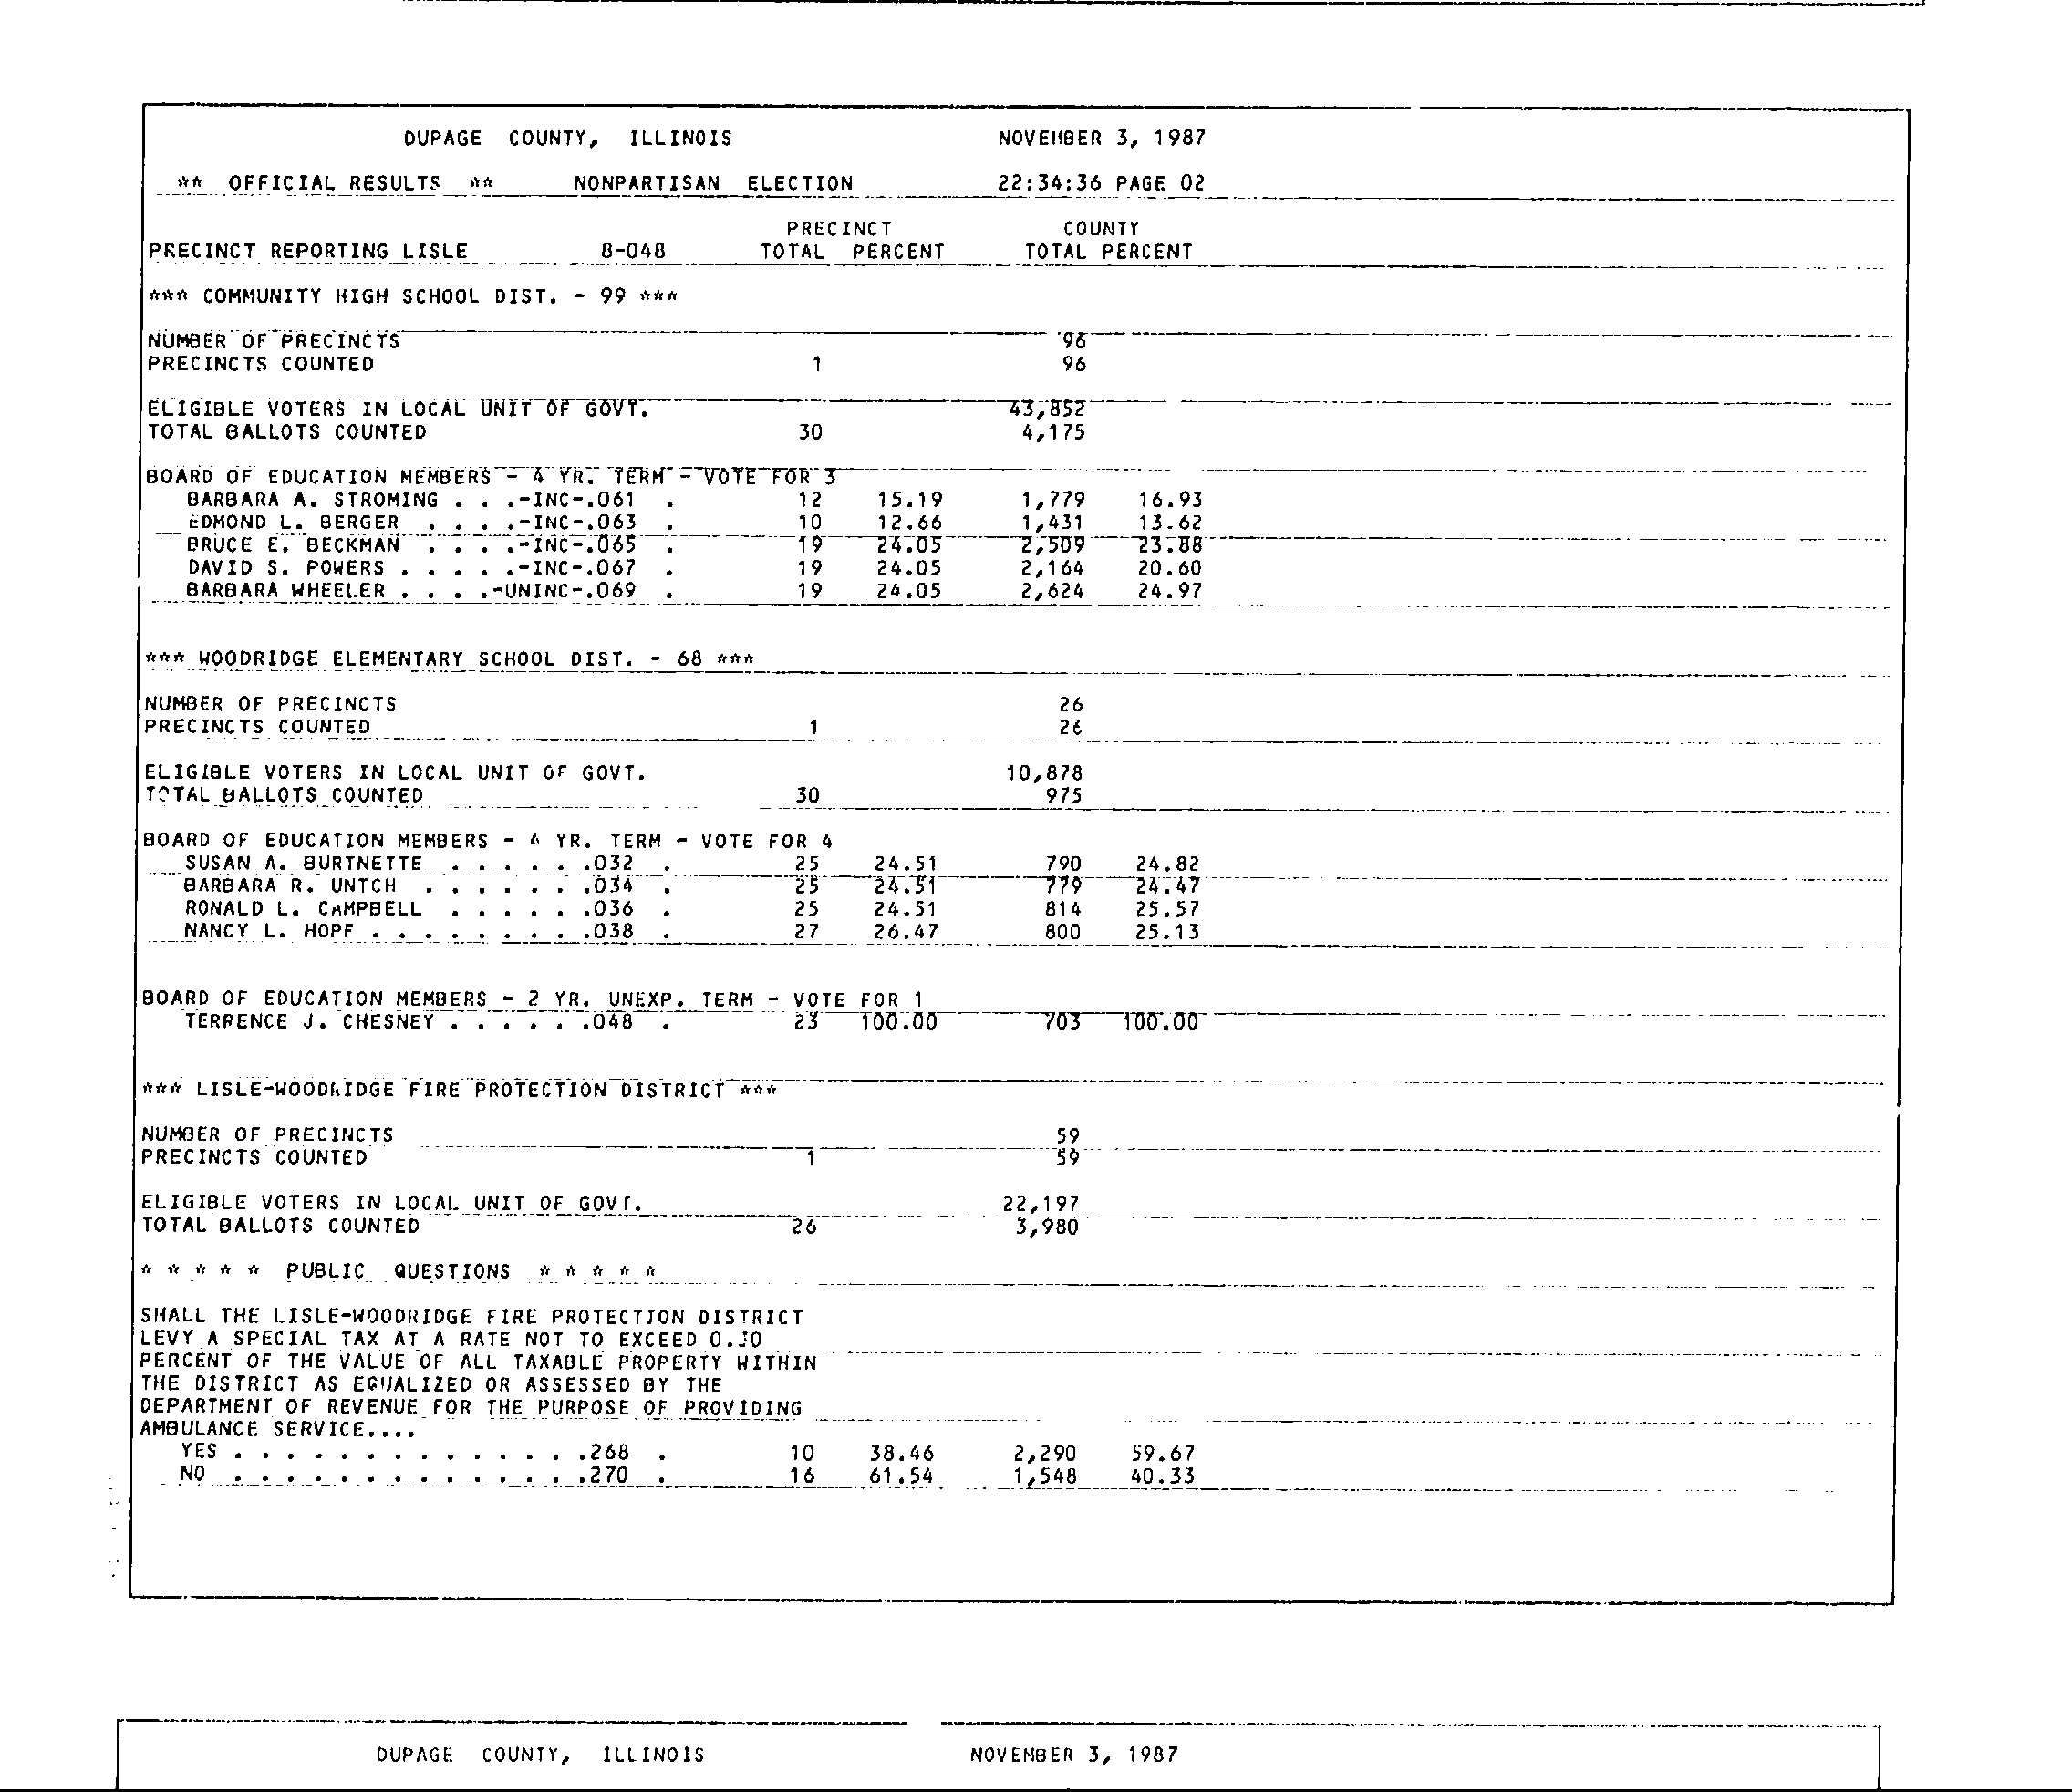 DUPAGE COUNTY, ILLINOIS NOVEMBER 3, 1987
** OFFICIAL RESULTS ** NONPARTISAN ELECTION 22:34:36 PAGE 02
PRECINCT COUNTY
PRECINCT REPORTING LISLE 8-048 TOTAL PERCENT TOTAL PERCENT
*** COMMUNITY HIGH SCHOOL DIST. - 99 ***
NUMBER OF PRECINCTS 96
PRECINCTS COUNTED 1 96
ELIGIBLE VOTERS IN LOCAL UNIT OF GOVT. 43,852
TOTAL BALLOTS COUNTED 30 4,175
BOARD OF EDUCATION MEMBERS - 4 YR. TERM - VOTE FOR 3
BARBARA A. STROMING . . .-INC-.061 . 12 15.19 1,779 16.93
EDMOND L. BERGER . . . .-INC-.063 . 10 12.66 1,431 13.62
BRUCE E. BECKMAN . . . .-INC-.065 . 19 24.05 2,509 23.88
DAVID S. POWERS . . . . .-INC-.067 . 19 24.05 2,164 20.60
BARBARA WHEELER . . . .-UNINC-.069 . 19 24.05 2,624 24.97
*** WOODRIDGE ELEMENTARY SCHOOL DIST. - 68 ***
NUMBER OF PRECINCTS 26
PRECINCTS COUNTED 1 26
ELIGIBLE VOTERS IN LOCAL UNIT OF GOVT. 10,878
TOTAL BALLOTS COUNTED 30 975
BOARD OF EDUCATION MEMBERS - 4 YR. TERM - VOTE FOR 4
SUSAN A. BURTNETTE . . . . . .032 . 25 24.51 790 24.82
BARBARA R. UNTCH . . . . . . .034 . 25 24.51 779 24.47
RONALD L. CAMPBELL . . . . . .036 . 25 24.51 814 25.57
NANCY L. HOPF . . . . . . . . .038 . 27 26.47 800 25.13
BOARD OF EDUCATION MEMBERS - 2 YR. UNEXP. TERM - VOTE FOR 1
TERRENCE J. CHESNEY . . . . . .048 . 23 100.00 703 100.00
*** LISLE-WOODRIDGE FIRE PROTECTION DISTRICT ***
NUMBER OF PRECINCTS 59
PRECINCTS COUNTED 1 59
ELIGIBLE VOTERS IN LOCAL UNIT OF GOVT. 22,197
TOTAL BALLOTS COUNTED 26 3,980
* * * * * PUBLIC QUESTIONS * * * * *
SHALL THE LISLE-WOODRIDGE FIRE PROTECTION DISTRICT
LEVY A SPECIAL TAX AT A RATE NOT TO EXCEED
PERCENT OF THE VALUE OF ALL TAXABLE PROPERTY WITHIN
THE DISTRICT AS EQUALIZED OR ASSESSED BY THE
DEPARTMENT OF REVENUE FOR THE PURPOSE OF PROVIDING
AMBULANCE SERVICE....
YES . . . . . . . . . . . . . .268 . 10 38.46 2,290 59.67
NO . . . . . . . . . . . . . .270 . 16 61.54 1,548 40.33
DUPAGE COUNTY, ILLINOIS NOVEMBER 3, 1987